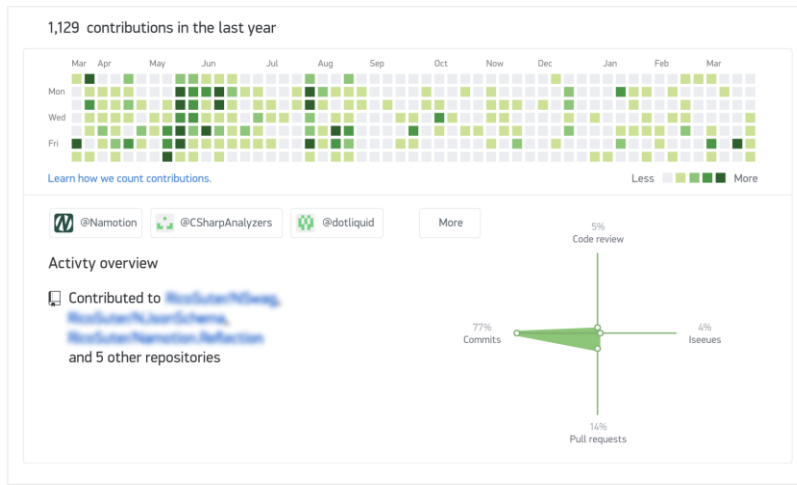 1,129 contributions in the last year
Mar Apr May Jun Jul Aug Sep Oct Now Dec Jan Feb Mar
Mon
Wed
Fri
Learn how we count contributions.
Less More
@Namotion @CSharpAnalyzers @dotliquid More
Activty overview
Contributed to
and 5 other repositories
5%
Code review
77%
Commits
4%
Iseeues
14%
Pull requests